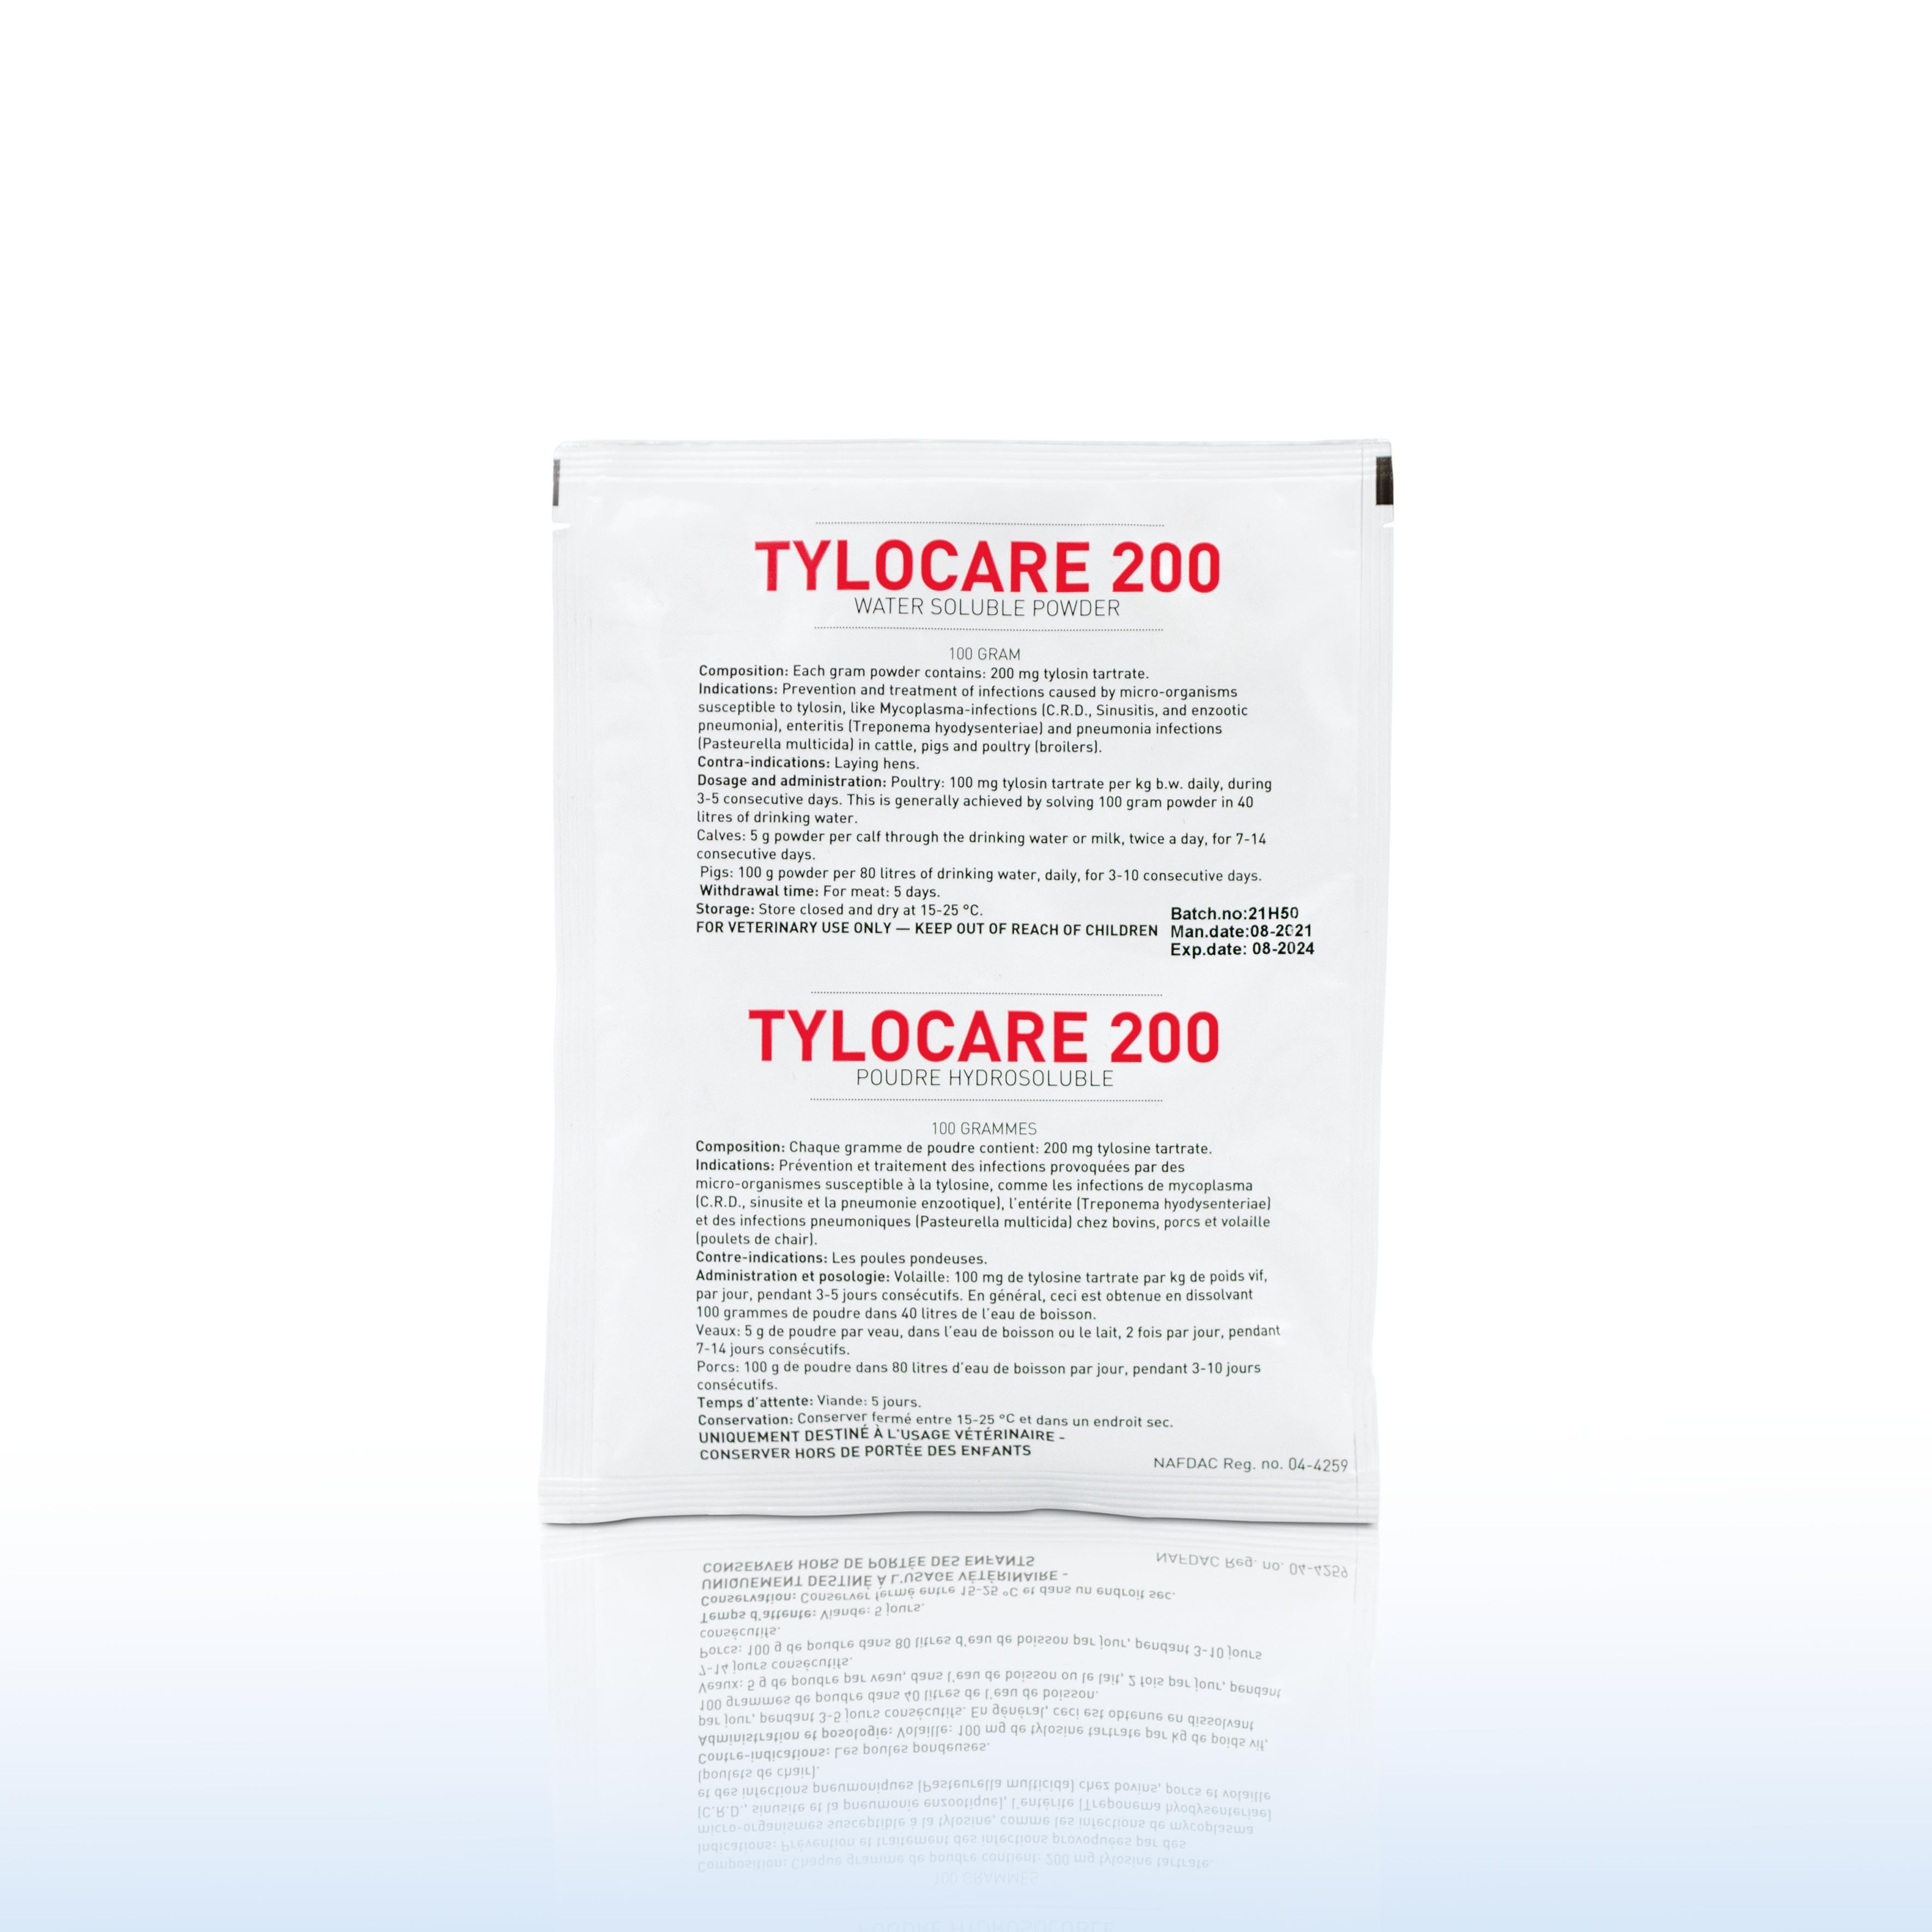 TYLOCARE 200
WATER SOLUBLE POWDER
100 GRAM
Composition: Each gram powder contains: 200 mg tylosin tartrate.
Indications: Prevention and treatment of infections caused by micro-organisms
susceptible to tylosin, like Mycoplasma-infections (C.R.D., Sinusitis, and enzootic
pneumonia), enteritis (Treponema hyodysenteriae) and pneumonia infections
(Pasteurella multicida) in cattle, pigs and poultry (broilers).
Contra-indications: Laying hens.
Dosage and administration: Poultry: 100 mg tylosin tartrate per kg b.w. daily, during
3-5 consecutive days. This is generally achieved by solving 100 gram powder in 40
litres of drinking water.
Calves: 5 g powder per calf through the drinking water or milk, twice a day, for 7-14
consecutive days.
Pigs: 100 g powder per 80 litres of drinking water, daily, for 3-10 consecutive days.
Withdrawal time: For meat: 5 days.
Storage: Store closed and dry at 15-25 °C.
FOR VETERINARY USE ONLY — KEEP OUT OF REACH OF CHILDREN
Batch.no:21H50
Man.date:08-2021
Exp.date: 08-2024
TYLOCARE 200
POUDRE HYDROSOLUBLE
100 GRAMMES
Composition: Chaque gramme de poudre contient: 200 mg tylosine tartrate.
Indications: Prévention et traitement des infections provoquées par des
micro-organismes susceptible à la tylosine, comme les infections de mycoplasma
(C.R.D., sinusite et la pneumonie enzootique), l'entérite (Treponema hyodysenteriae)
et des infections pneumoniques (Pasteurella multicida) chez bovins, porcs et volaille
(poulets de chair).
Contre-indications: Les poules pondeuses.
Administration et posologie: Volaille: 100 mg de tylosine tartrate par kg de poids vif,
par jour, pendant 3-5 jours consécutifs. En général, ceci est obtenue en dissolvant
100 grammes de poudre dans 40 litres de l'eau de boisson.
Veaux: 5 g de poudre par veau, dans l'eau de boisson ou le lait, 2 fois par jour, pendant
7-14 jours consécutifs.
Porcs: 100 g de poudre dans 80 litres d'eau de boisson par jour, pendant 3-10 jours
consécutifs.
Temps d'attente: Viande: 5 jours.
Conservation: Conserver fermé entre 15-25 °C et dans un endroit sec.
UNIQUEMENT DESTINÉ À L'USAGE VÉTÉRINAIRE -
CONSERVER HORS DE PORTÉE DES ENFANTS
NAFDAC Reg. no. 04-4259